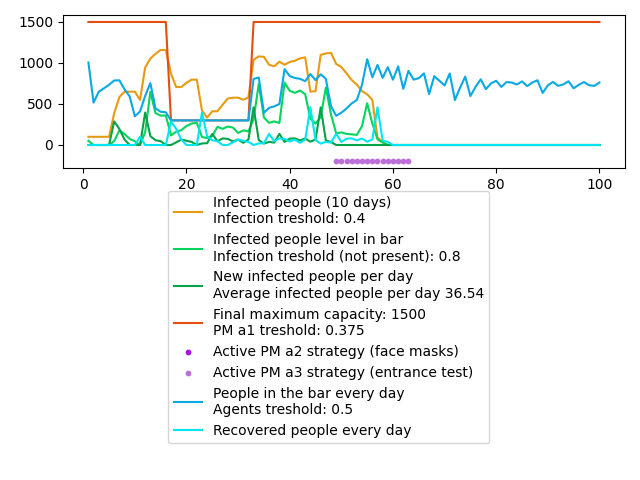 1500
1000
500
0
0
20
40
60
80
100
Infected people (10 days)
Infection treshold: 0.4
Infected people level in bar
Infection treshold (not present): 0.8
New infected people per day
Average infected people per day 36.54
Final maximum capacity: 1500
PM a1 treshold: 0.375
Active PM a2 strategy (face masks)
Active PM a3 strategy (entrance test)
People in the bar every day
Agents treshold: 0.5
Recovered people every day